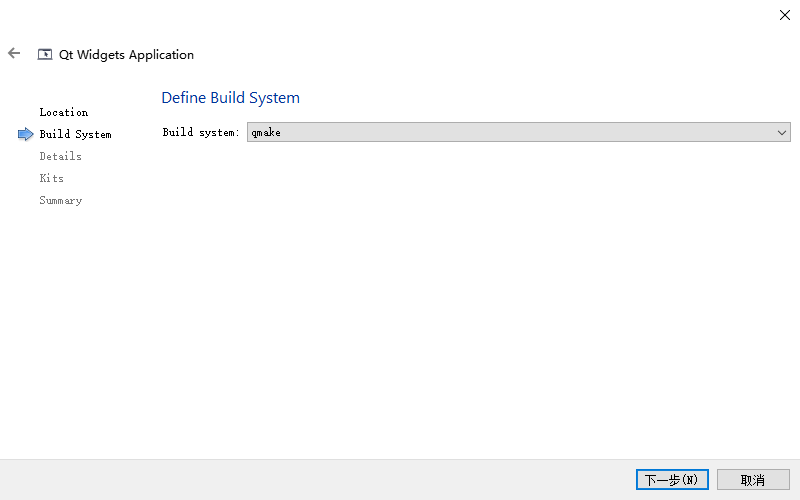 Qt Widgets Application
Define Build System
Location
Build System
Details
Kits
Summary
Build system: qmake
下一步(N) 取消